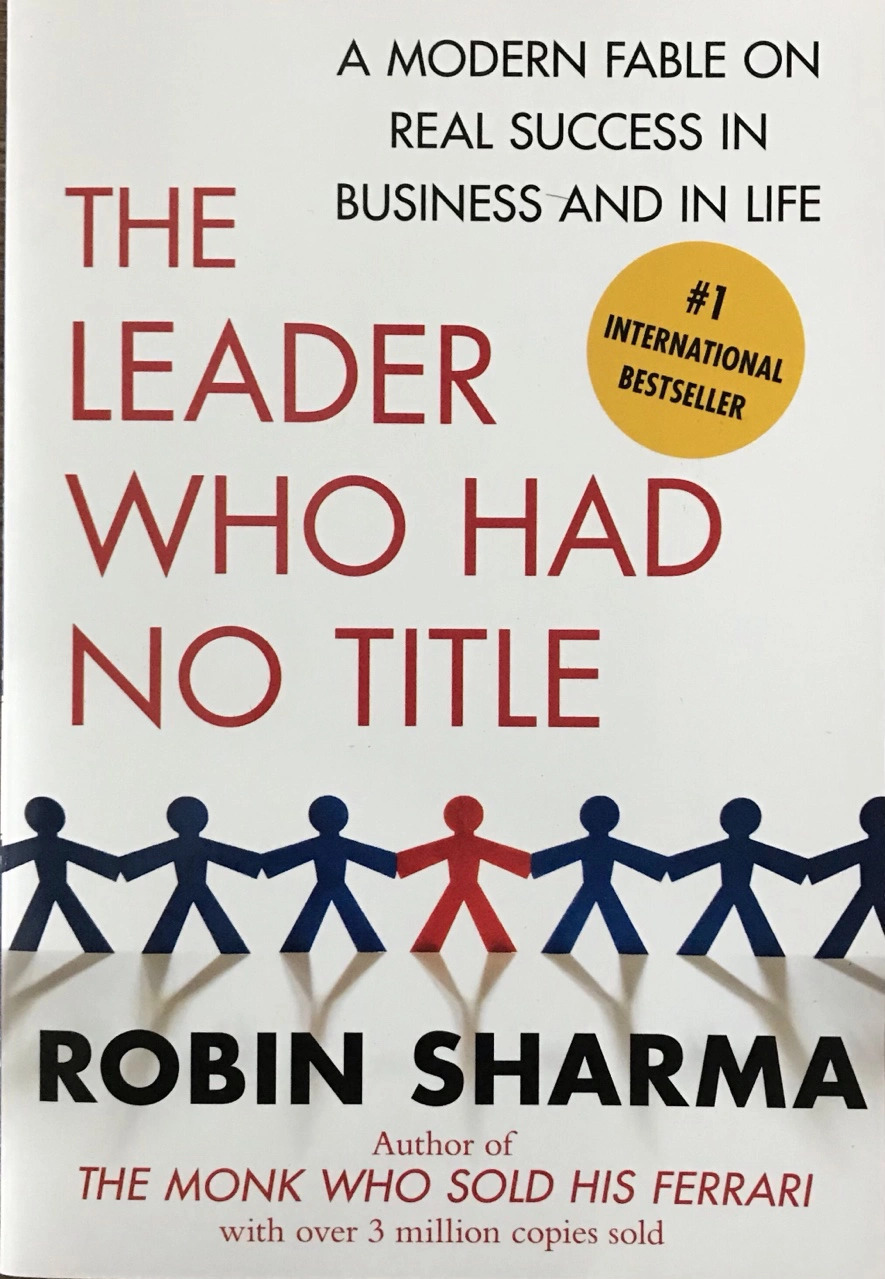 A MODERN FABLE ON
REAL SUCCESS IN
BUSINESS AND IN LIFE
THE
LEADER
WHO HAD
NO TITLE
#1
INTERNATIONAL
BESTSELLER
ROBIN SHARMA
Author of
THE MONK WHO SOLD HIS FERRARI
with over 3 million copies sold